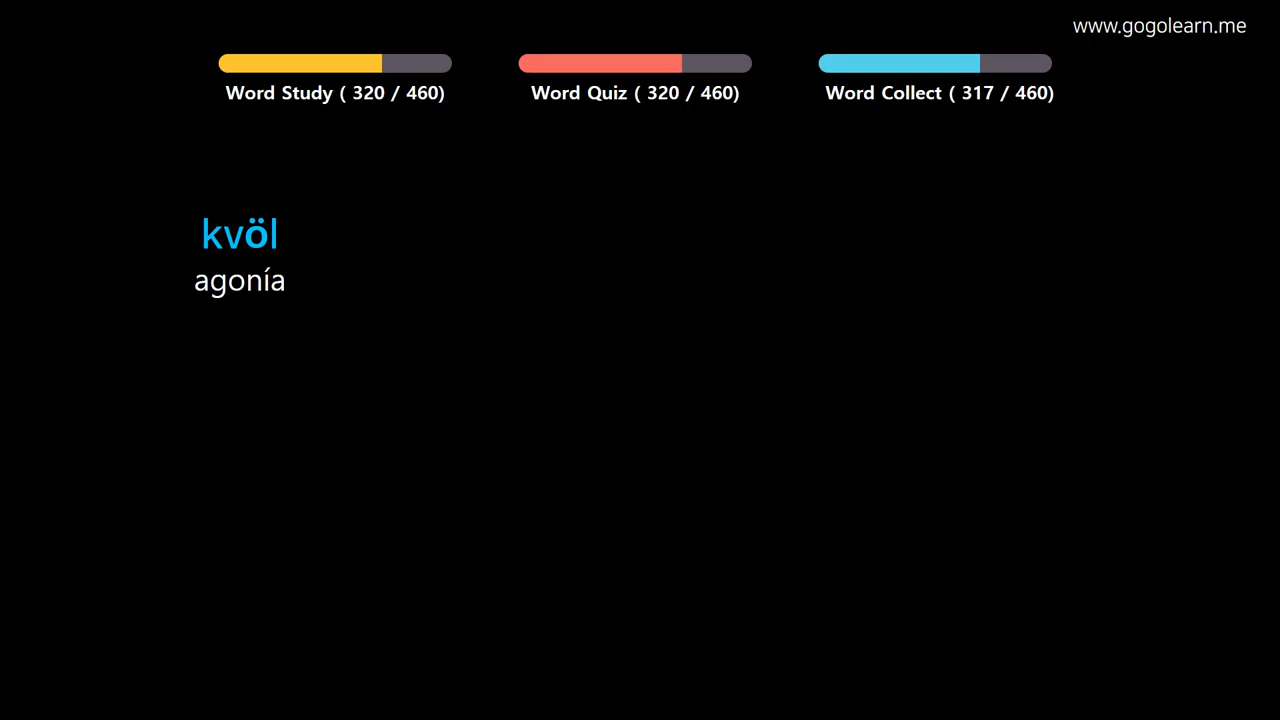 www.gogolearn.me
Word Study ( 320 / 460)
Word Quiz ( 320 / 460)
Word Collect ( 317 / 460)
kvöl
agonía